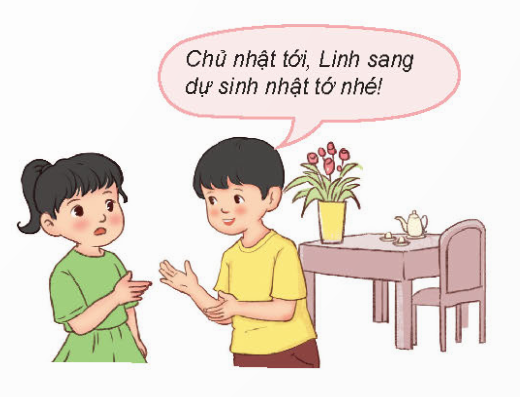 Chủ nhật tới, Linh sang
dự sinh nhật tớ nhé!